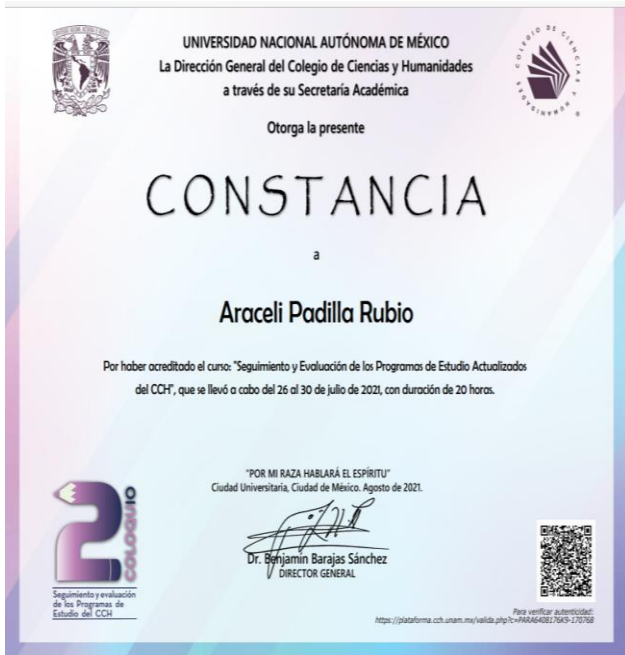 UNIVERSIDAD NACIONAL AUTÓNOMA DE MÉXICO
La Dirección General del Colegio de Ciencias y Humanidades
a través de su Secretaría Académica
Otorga la presente
COLEGIO DE CIENCIAS Y HUMANIDADES
CONSTANCIA
a
Araceli Padilla Rubio
Por haber acreditado el curso: "Seguimiento y Evaluación de los Programas de Estudio Actualizados
del CCH", que se llevó a cabo del 26 al 30 de julio de 2021, con duración de 20 horas.
"POR MI RAZA HABLARÁ EL ESPÍRITU"
Ciudad Universitaria, Ciudad de México. Agosto de 2021.
Dr. Benjamín Barajas Sánchez
DIRECTOR GENERAL
2
COLOQUIO
Seguimiento y evaluación
de los Programas de
Estudio del CCH
Para verificar autenticidad:
https://plataforma.cch.unam.mx/valida.php?c=PARA6408176K9-170768